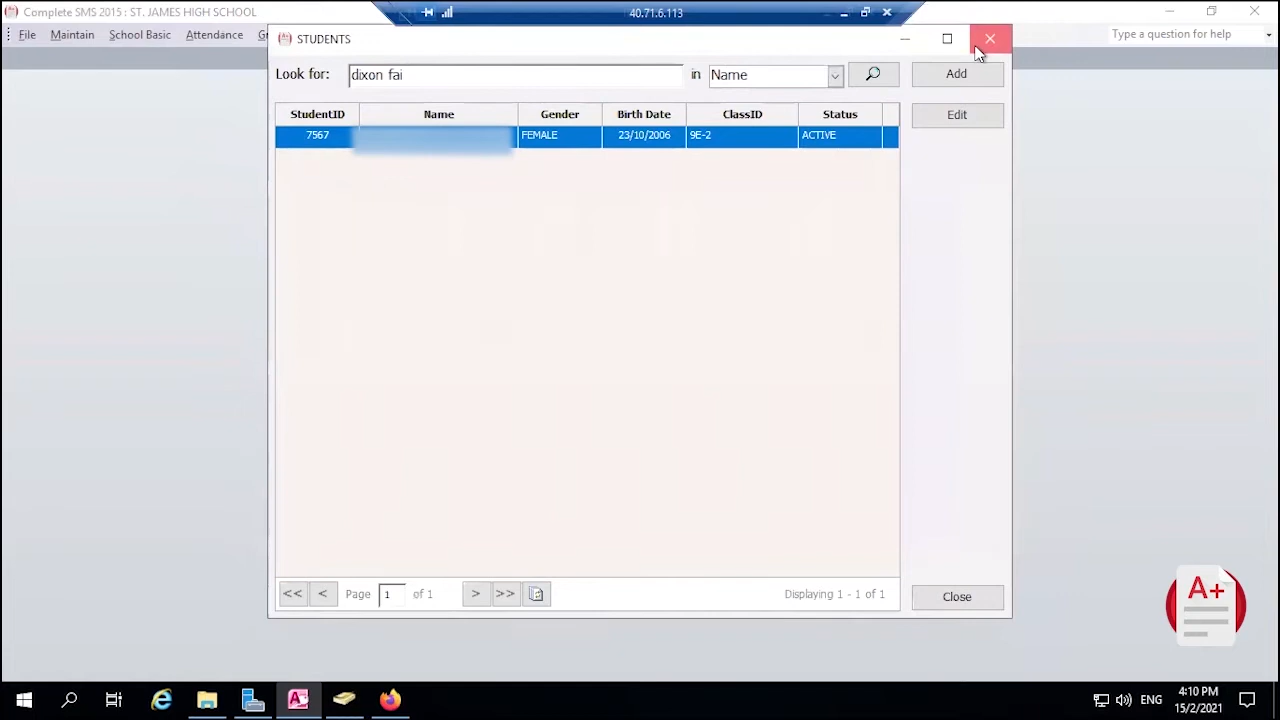 Complete SMS 2015 : ST. JAMES HIGH SCHOOL
40.71.6.113
File Maintain School Basic Attendance
Type a question for help
STUDENTS
Look for: dixon fai in Name
Add
StudentID Name Gender Birth Date ClassID Status
Edit
7567 FEMALE 23/10/2006 9E-2 ACTIVE
<< < Page 1 of 1 > >> Displaying 1 - 1 of 1
Close
A+
ENG
4:10 PM
15/2/2021